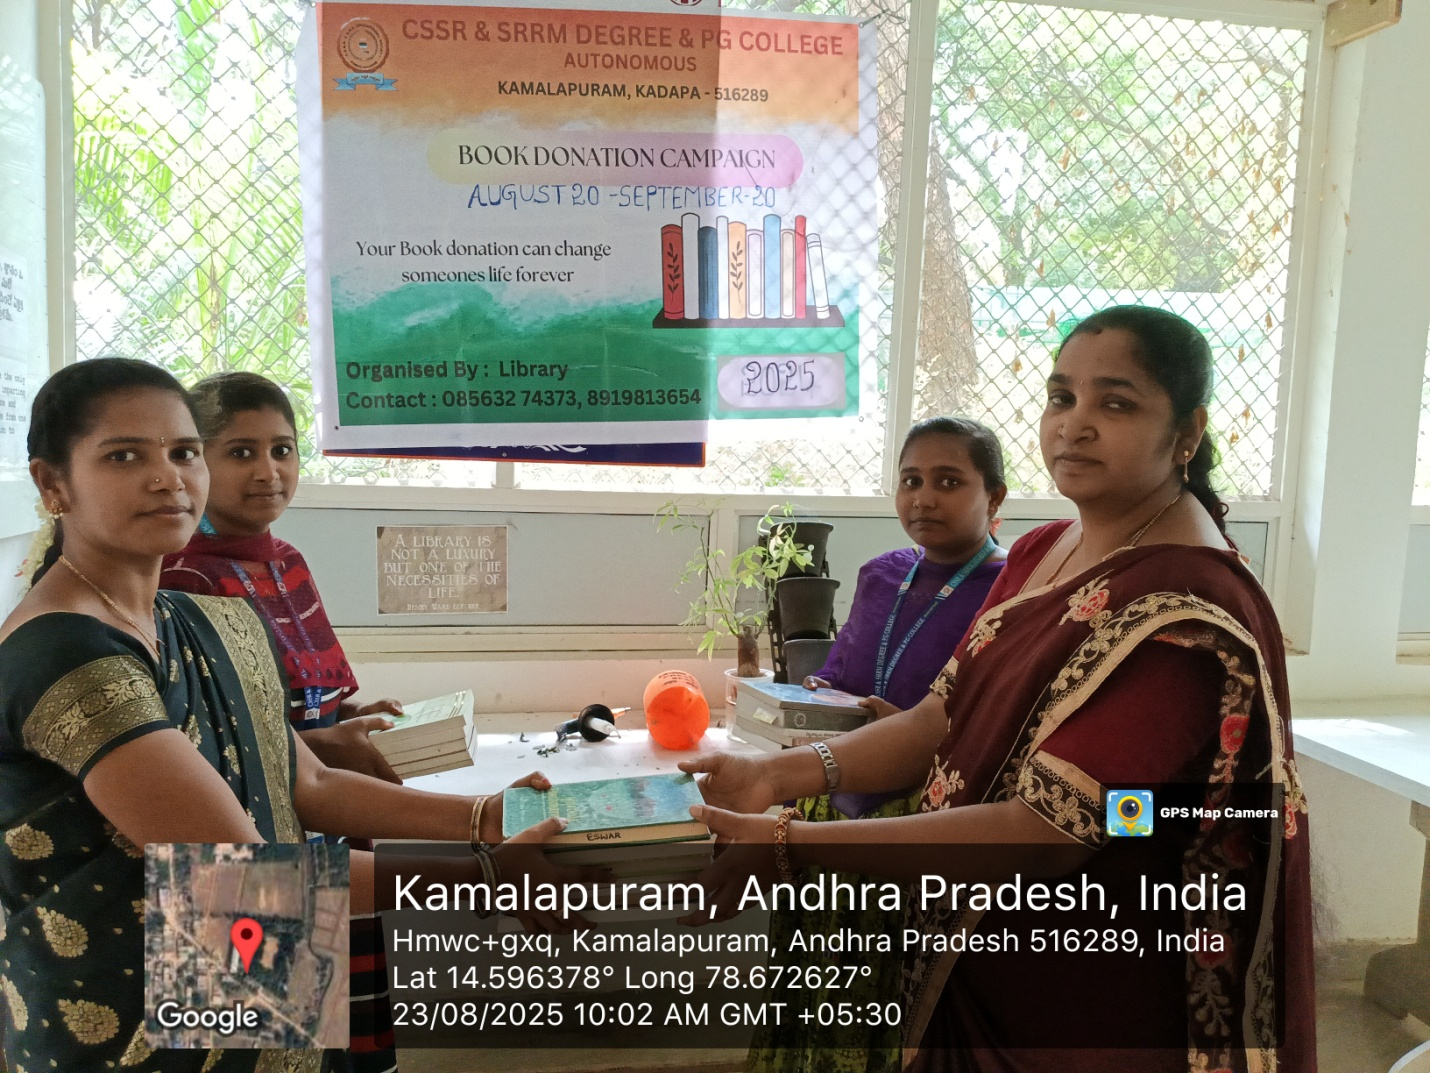 CSSR & SRRM DEGREE & PG COLLEGE
AUTONOMOUS
KAMALAPURAM, KADAPA - 516289
BOOK DONATION CAMPAIGN
AUGUST 20 - SEPTEMBER-20
Your Book donation can change
someones life forever
Organised By : Library
Contact : 085632 74373, 8919813654
2025
A LIBRARY IS
NOT A LUXURY
BUT ONE OF THE
NECESSITIES OF
LIFE.
ESWAR
GPS Map Camera
Kamalapuram, Andhra Pradesh, India
Hmwc+gxq, Kamalapuram, Andhra Pradesh 516289, India
Lat 14.596378° Long 78.672627°
23/08/2025 10:02 AM GMT +05:30
Google